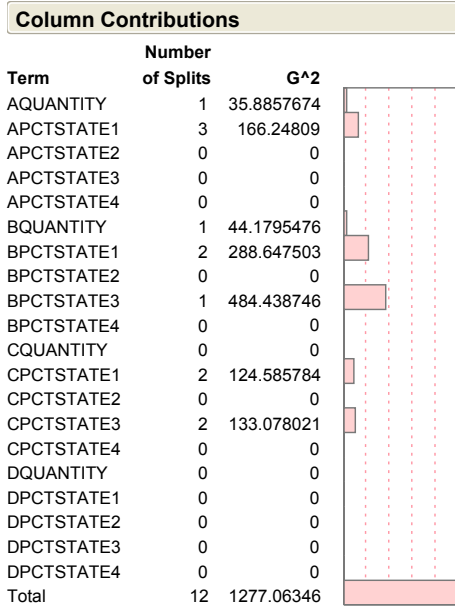 Column Contributions
Number
Term of Splits G^2
AQUANTITY 1 35.8857674
APCTSTATE1 3 166.24809
APCTSTATE2 0 0
APCTSTATE3 0 0
APCTSTATE4 0 0
BQUANTITY 1 44.1795476
BPCTSTATE1 2 288.647503
BPCTSTATE2 0 0
BPCTSTATE3 1 484.438746
BPCTSTATE4 0 0
CQUANTITY 0 0
CPCTSTATE1 2 124.585784
CPCTSTATE2 0 0
CPCTSTATE3 2 133.078021
CPCTSTATE4 0 0
DQUANTITY 0 0
DPCTSTATE1 0 0
DPCTSTATE2 0 0
DPCTSTATE3 0 0
DPCTSTATE4 0 0
Total 12 1277.06346